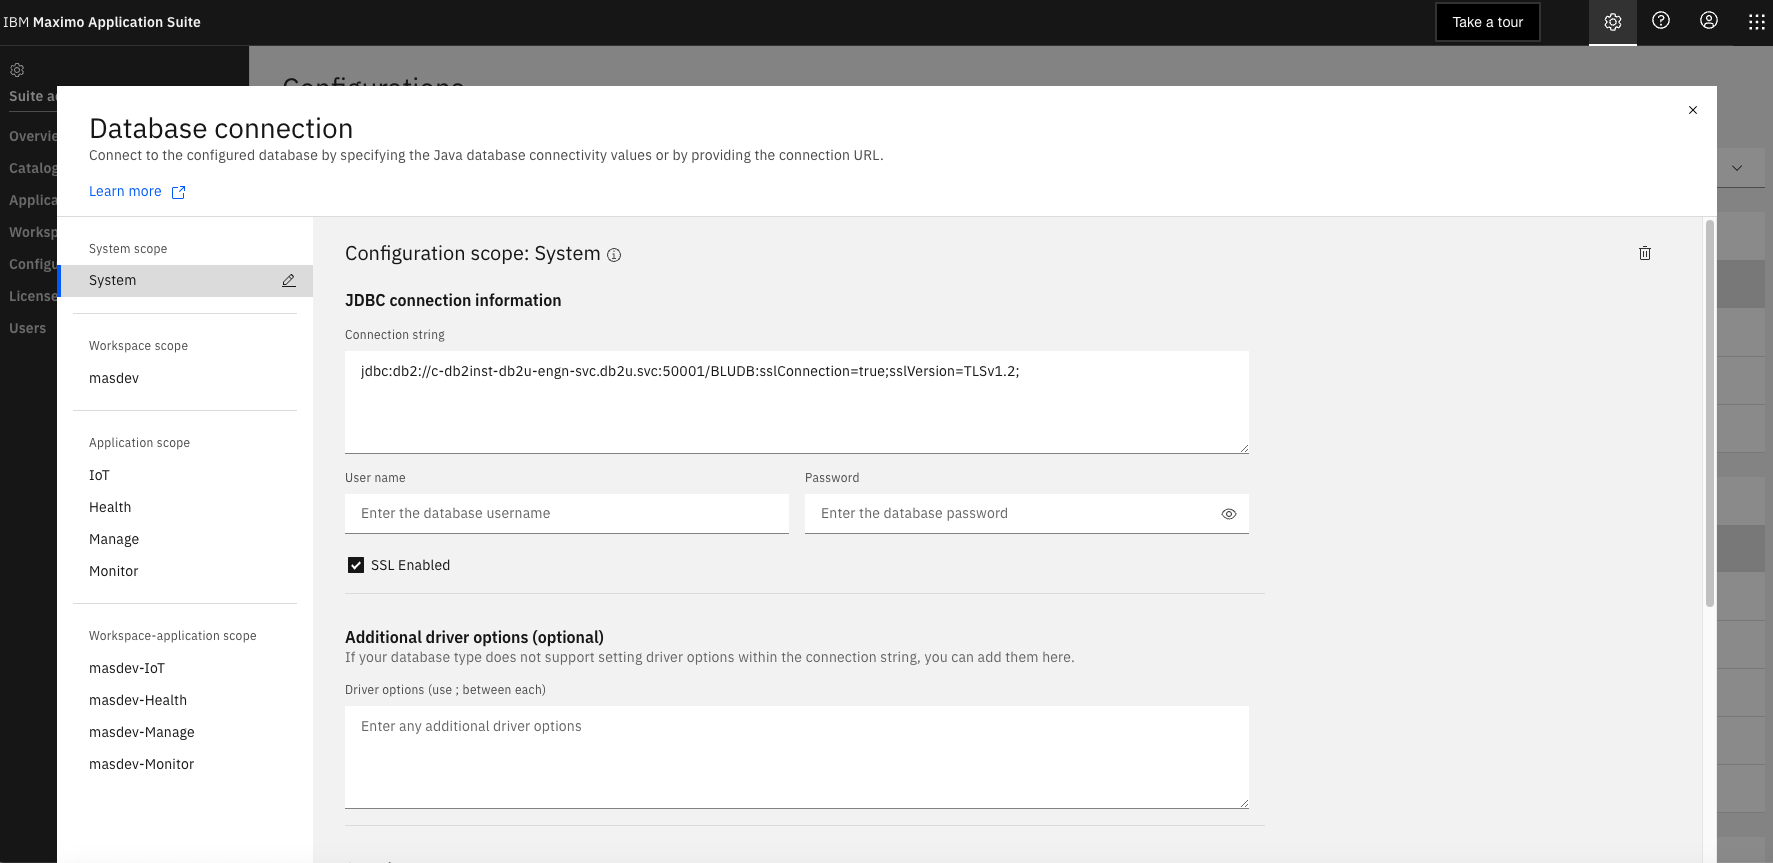 IBM Maximo Application Suite
Take a tour
Suite
Configurations
Users
Database connection
Connect to the configured database by specifying the Java database connectivity values or by providing the connection URL.
Learn more
System scope
System
Workspace scope
masdev
Application scope
IoT
Health
Manage
Monitor
Workspace-application scope
masdev-IoT
masdev-Health
masdev-Manage
masdev-Monitor
Configuration scope: System
JDBC connection information
Connection string
jdbc:db2://c-db2inst-db2u-engn-svc.db2u.svc:50001/BLUDB:sslConnection=true;sslVersion=TLSv1.2;
User name
Password
Enter the database username
Enter the database password
SSL Enabled
Additional driver options (optional)
If your database type does not support setting driver options within the connection string, you can add them here.
Driver options (use ; between each)
Enter any additional driver options